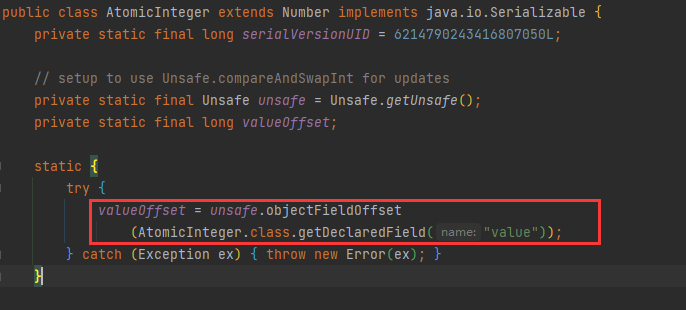 public class AtomicInteger extends Number implements java.io.Serializable {
private static final long serialVersionUID = 6214790243416807050L;
// setup to use Unsafe.compareAndSwapInt for updates
private static final Unsafe unsafe = Unsafe.getUnsafe();
private static final long valueOffset;
static {
try {
valueOffset = unsafe.objectFieldOffset
(AtomicInteger.class.getDeclaredField( name: "value"));
} catch (Exception ex) { throw new Error(ex); }
}